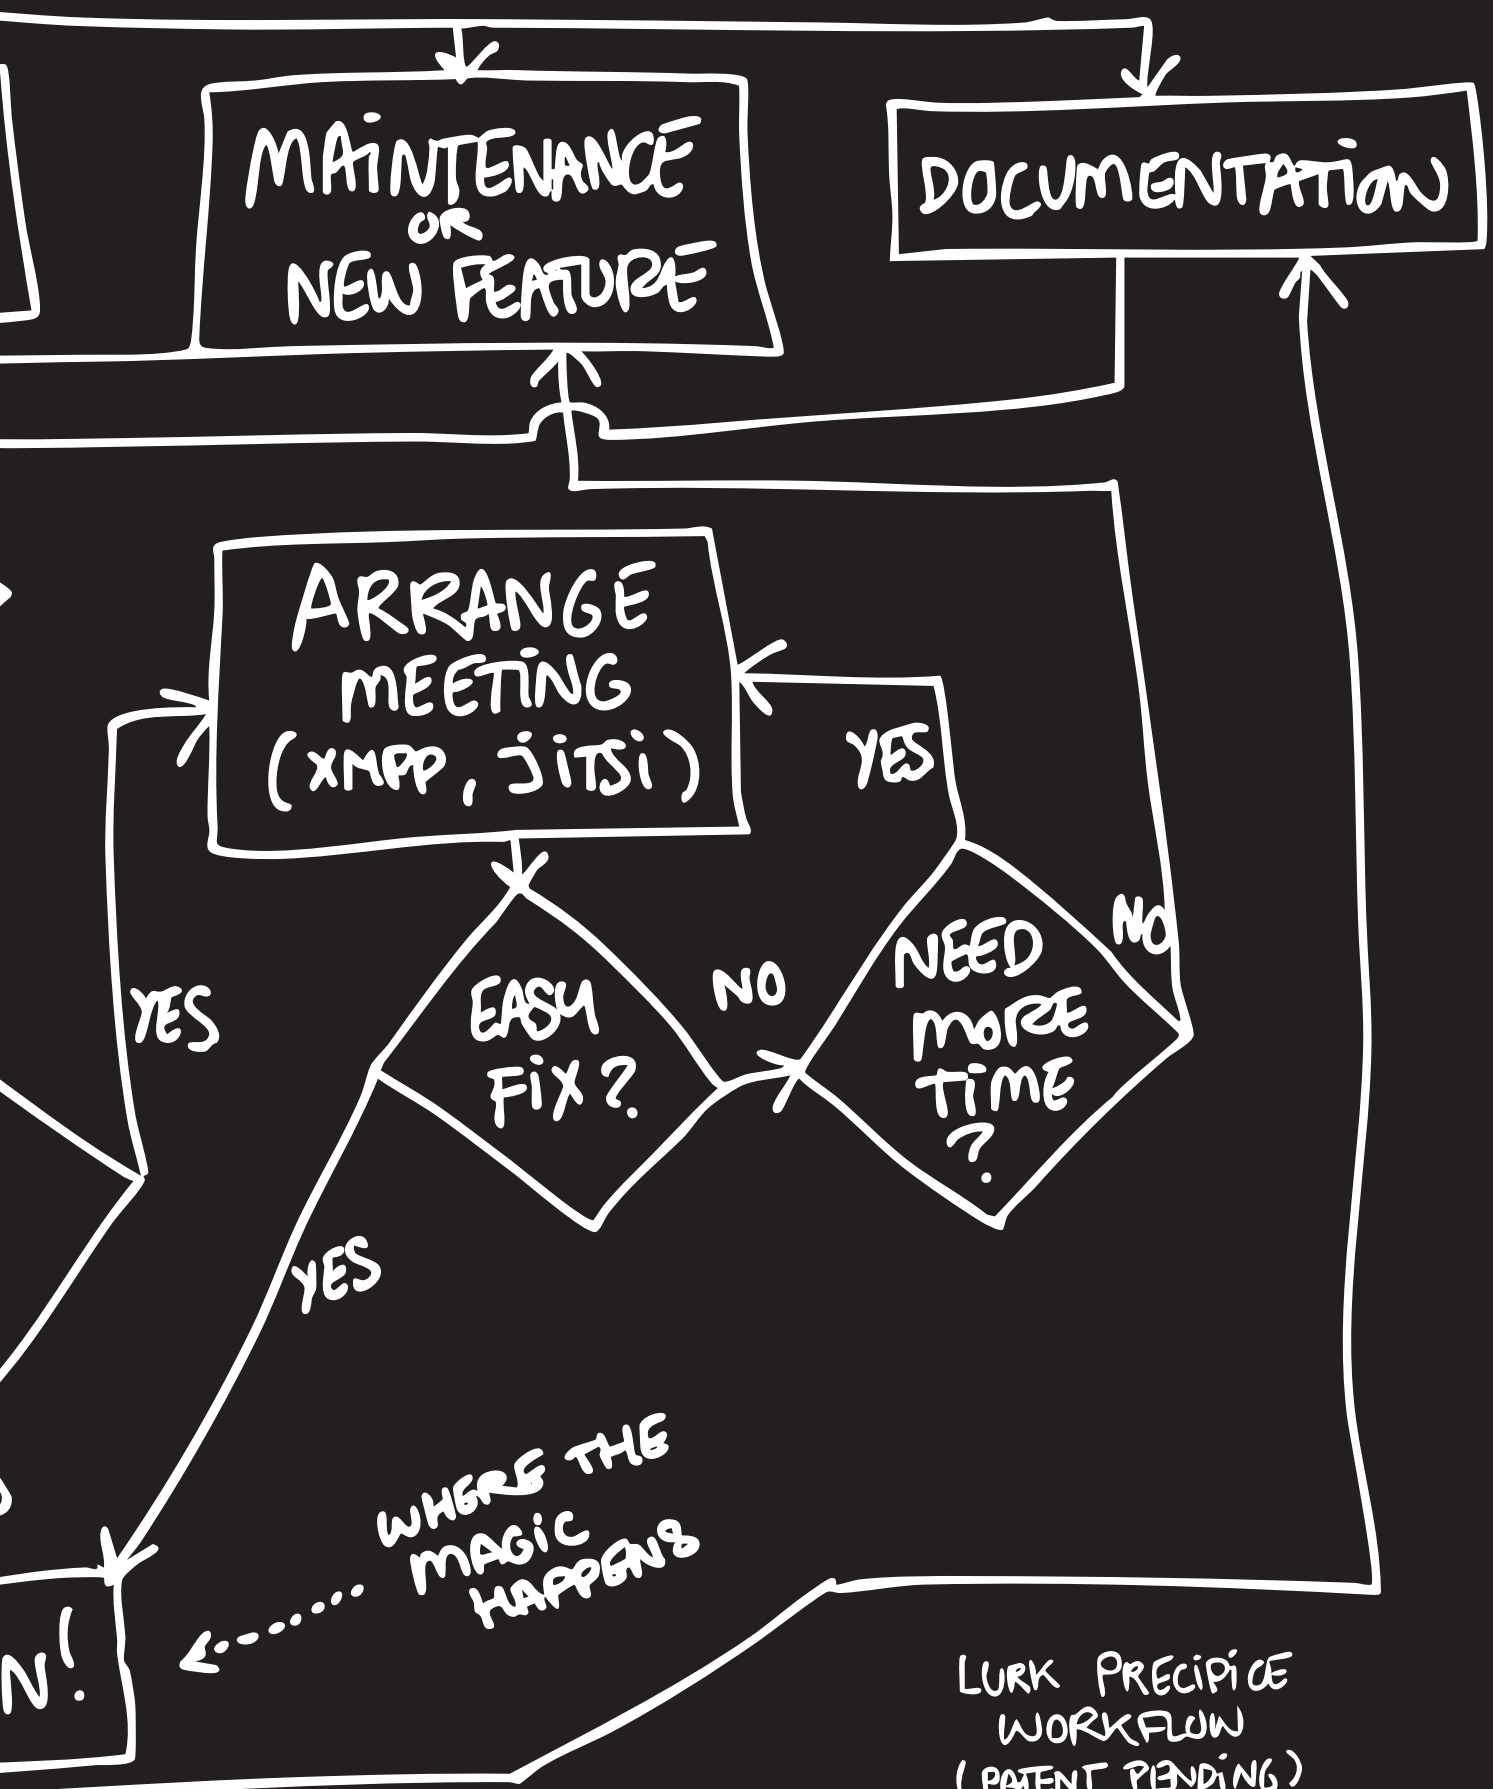 MAiNTENANCE
OR
NEW FEATURE
DOCUMENTATiON
ARRANGE
MEETiNG
(XMPP, jiTSi)
YES
NO
NEED
MORE
TiME
?
NO
EASY
FiX?
YES
YES
WHERE THE
MAGiC
HAPPENS
N!
LURK PRECiPiCE
WORKFLOW
(PATENT PENDiNG)